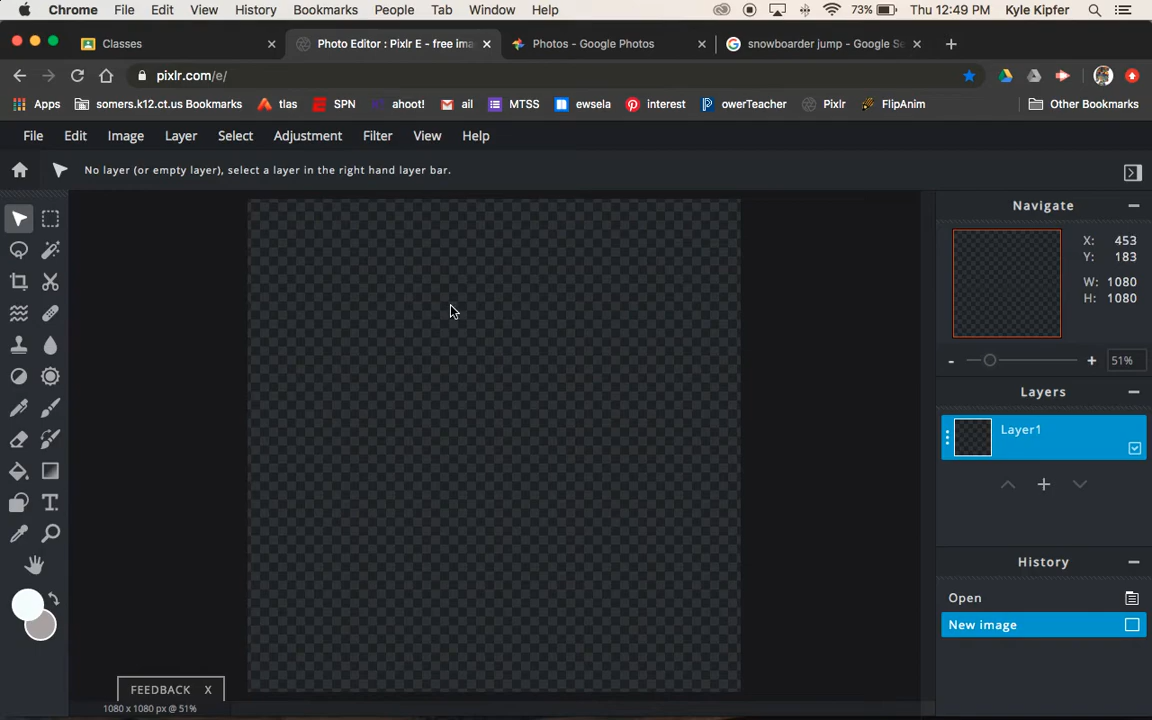 Chrome File Edit View History Bookmarks People Tab Window Help 73% Thu 12:49 PM Kyle Kipfer
Classes Photo Editor : Pixlr E - free ima Photos - Google Photos snowboarder jump - Google Se
pixlr.com/e/
Apps somers.k12.ct.us Bookmarks tlas SPN ahoot! ail MTSS ewsela interest owerTeacher Pixlr FlipAnim Other Bookmarks
File Edit Image Layer Select Adjustment Filter View Help
No layer (or empty layer), select a layer in the right hand layer bar.
Navigate
X: 453
Y: 183
W: 1080
H: 1080
- + 51%
Layers
Layer1
History
Open
New image
FEEDBACK X
1080 x 1080 px @ 51%